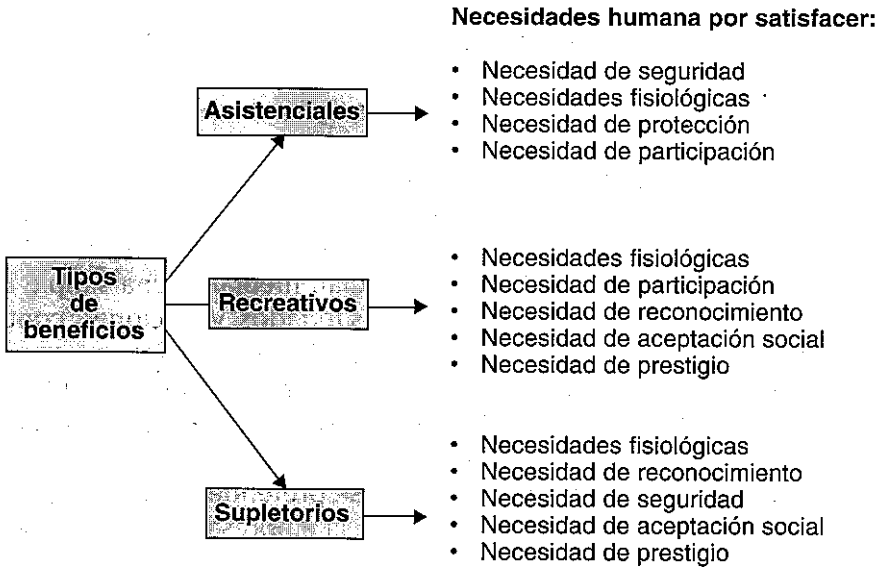 Necesidades humana por satisfacer:
Asistenciales
• Necesidad de seguridad
• Necesidades fisiológicas
• Necesidad de protección
• Necesidad de participación
Tipos
de
beneficios
Recreativos
• Necesidades fisiológicas
• Necesidad de participación
• Necesidad de reconocimiento
• Necesidad de aceptación social
• Necesidad de prestigio
Supletorios
• Necesidades fisiológicas
• Necesidad de reconocimiento
• Necesidad de seguridad
• Necesidad de aceptación social
• Necesidad de prestigio